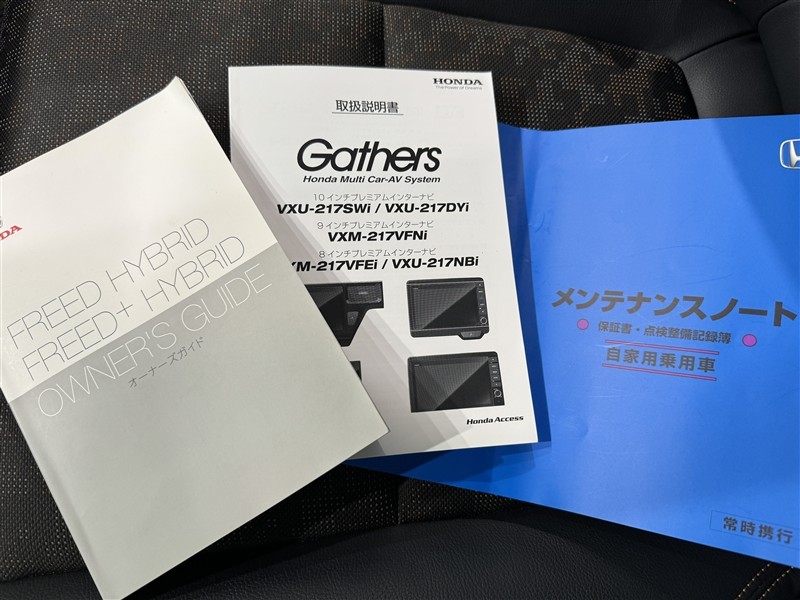 DA
FREED HYBRID
FREED+ HYBRID
OWNER'S GUIDE
オーナーズガイド
HONDA
The Power of Dreams
取扱説明書
Gathers
Honda Multi Car-AV System
10インチプレミアムインターナビ
VXU-217SWi / VXU-217DYi
9インチプレミアムインターナビ
VXM-217VFNi
8インチプレミアムインターナビ
XM-217VFEi / VXU-217NBi
Honda Access
メンテナンスノート
保証書・点検整備記録簿
自家用乗用車
常時携行